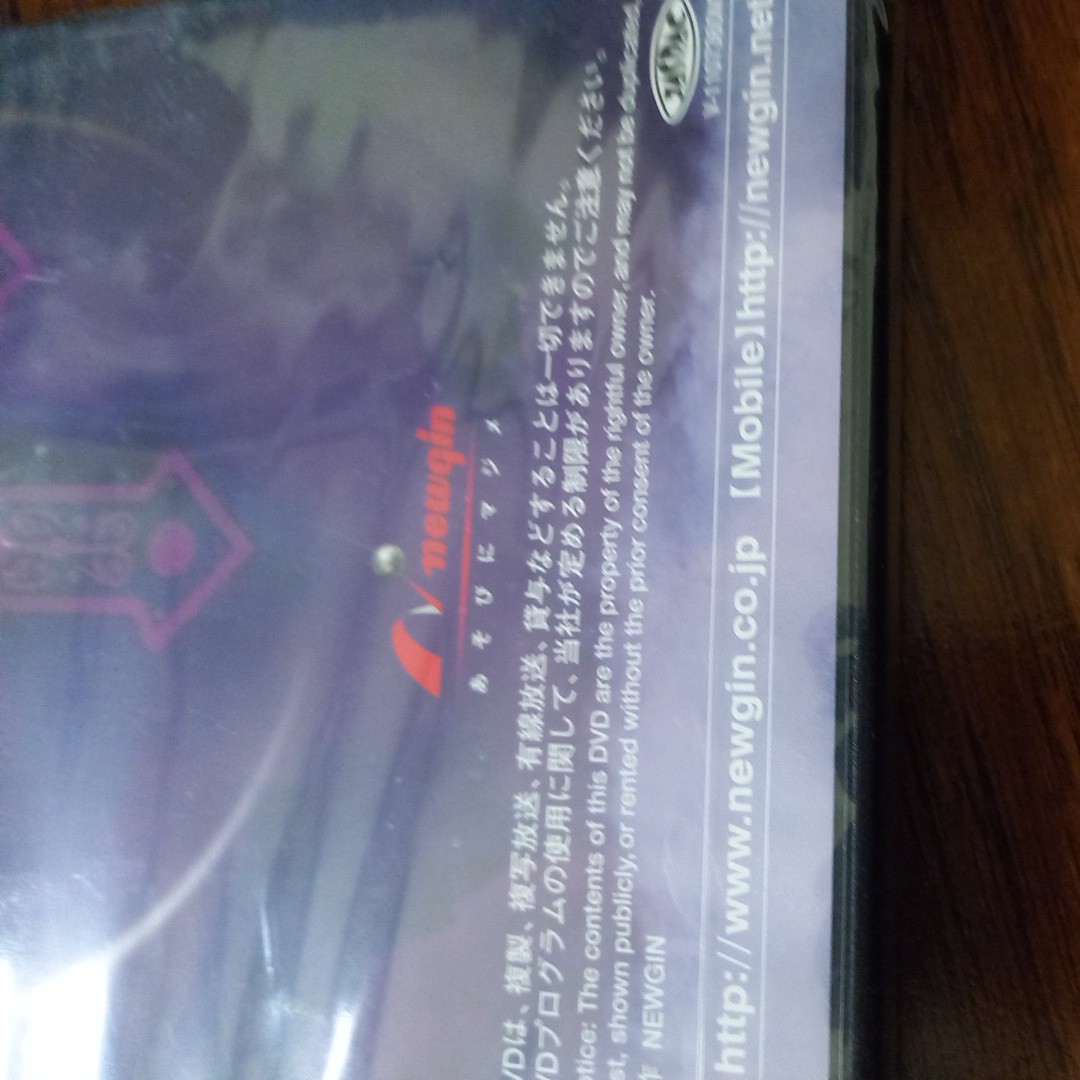 newgin
あそびにマジメ
VDは、複製、複写放送、有線放送、貸与などすることは一切できません。
VDプログラムの使用に関して、当社が定める制限がありますのでご注意ください。
otice: The contents of this DVD are the property of the rightful owner, and may not be duplicated,
st, shown publicly, or rented without the prior consent of the owner.
作 NEWGIN
JASRAC
http://www.newgin.co.jp 【Mobile】http://newgin.net